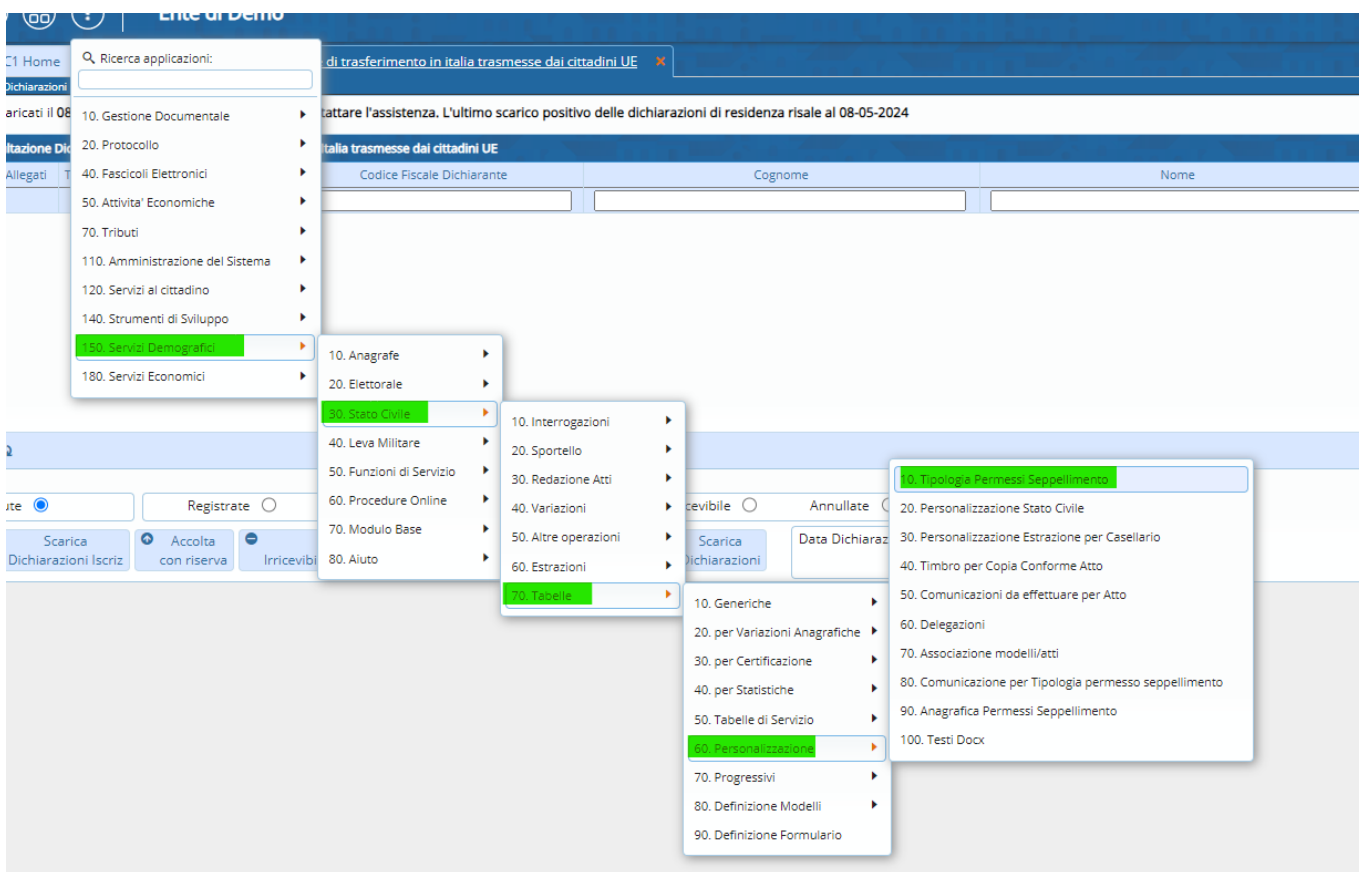 Ente di Demo
C1 Home
di trasferimento in italia trasmesse dai cittadini UE
Ricerca applicazioni:
Dichiarazioni
aricati il 08
tattare l'assistenza. L'ultimo scarico positivo delle dichiarazioni di residenza risale al 08-05-2024
ltazione Dic
Italia trasmesse dai cittadini UE
Allegati T
Codice Fiscale Dichiarante
Cognome
Nome
10. Gestione Documentale
20. Protocollo
40. Fascicoli Elettronici
50. Attivita' Economiche
70. Tributi
110. Amministrazione del Sistema
120. Servizi al cittadino
140. Strumenti di Sviluppo
150. Servizi Demografici
180. Servizi Economici
10. Anagrafe
20. Elettorale
30. Stato Civile
40. Leva Militare
50. Funzioni di Servizio
60. Procedure Online
70. Modulo Base
80. Aiuto
10. Interrogazioni
20. Sportello
30. Redazione Atti
40. Variazioni
50. Altre operazioni
60. Estrazioni
70. Tabelle
10. Generiche
20. per Variazioni Anagrafiche
30. per Certificazione
40. per Statistiche
50. Tabelle di Servizio
60. Personalizzazione
70. Progressivi
80. Definizione Modelli
90. Definizione Formulario
10. Tipologia Permessi Seppellimento
20. Personalizzazione Stato Civile
30. Personalizzazione Estrazione per Casellario
40. Timbro per Copia Conforme Atto
50. Comunicazioni da effettuare per Atto
60. Delegazioni
70. Associazione modelli/atti
80. Comunicazione per Tipologia permesso seppellimento
90. Anagrafica Permessi Seppellimento
100. Testi Docx
ute
Registrate
cevibile
Annullate
Scarica
Dichiarazioni Iscriz
Accolta
con riserva
Irricevibi
Scarica
Dichiarazioni
Data Dichiaraz